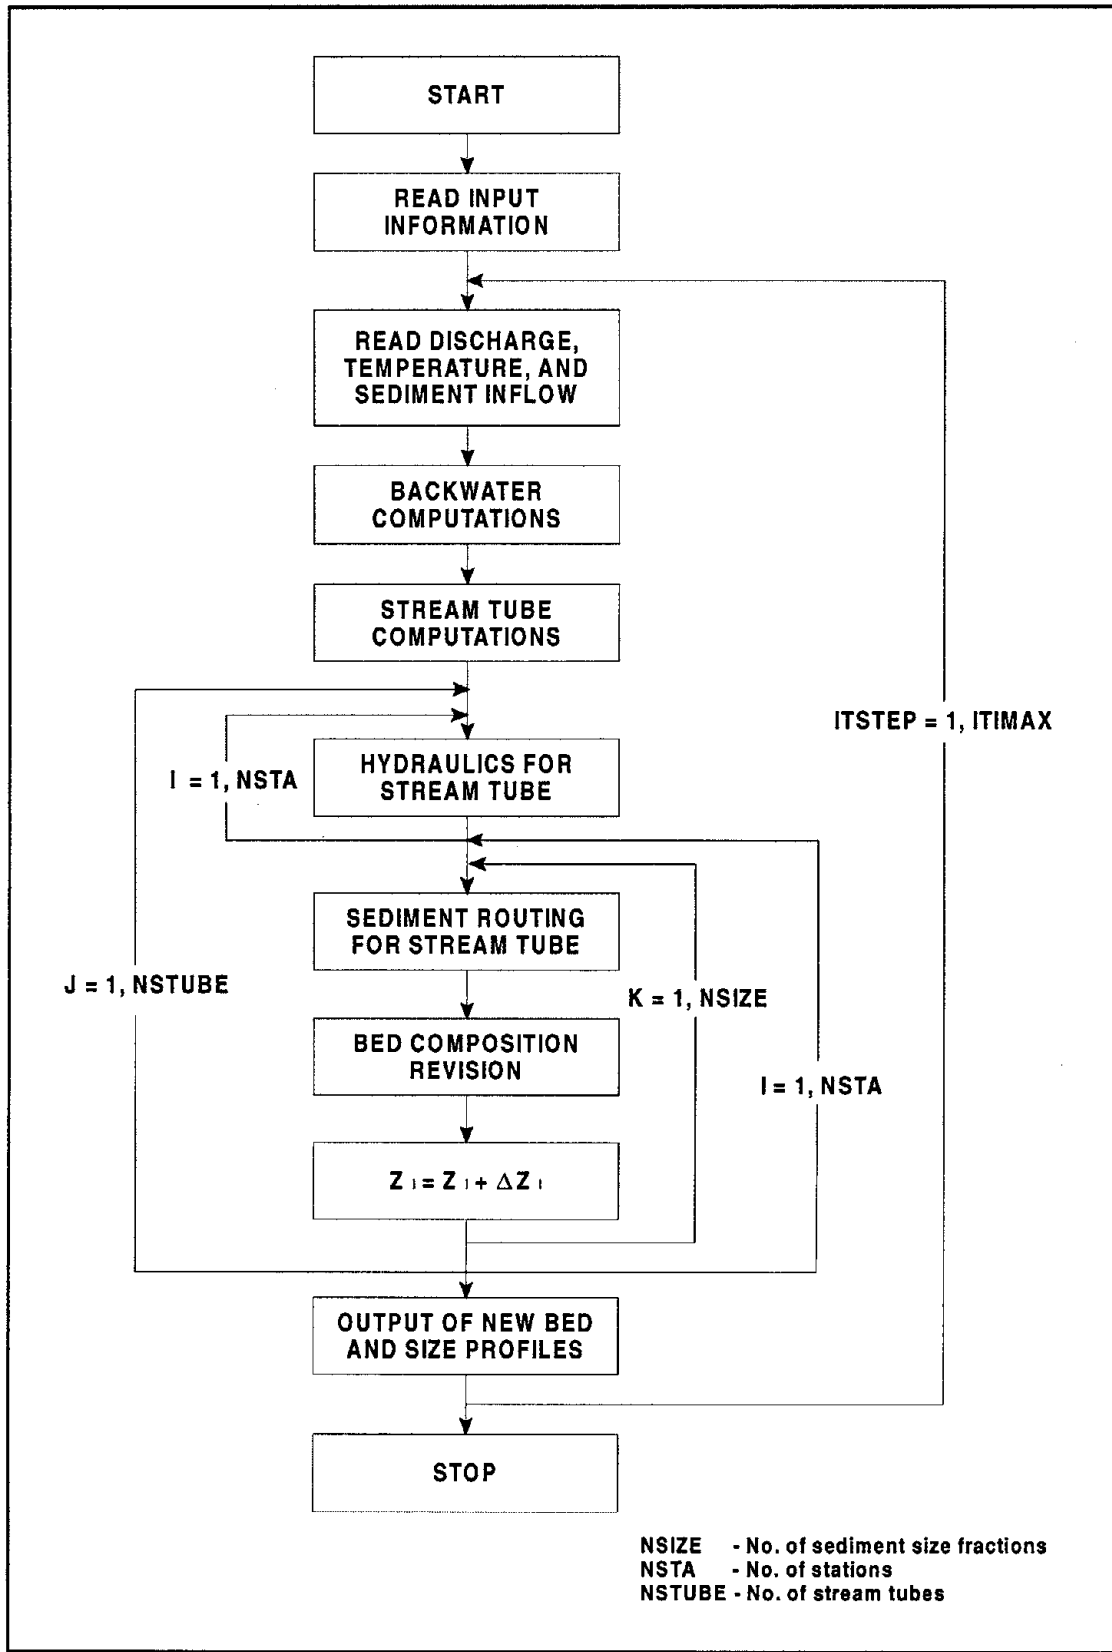 START
READ INPUT
INFORMATION
READ DISCHARGE,
TEMPERATURE, AND
SEDIMENT INFLOW
BACKWATER
COMPUTATIONS
STREAM TUBE
COMPUTATIONS
ITSTEP = 1, ITIMAX
HYDRAULICS FOR
STREAM TUBE
I = 1, NSTA
SEDIMENT ROUTING
FOR STREAM TUBE
J = 1, NSTUBE
K = 1, NSIZE
BED COMPOSITION
REVISION
I = 1, NSTA
Z = Z + ΔZ
OUTPUT OF NEW BED
AND SIZE PROFILES
STOP
NSIZE - No. of sediment size fractions
NSTA - No. of stations
NSTUBE - No. of stream tubes